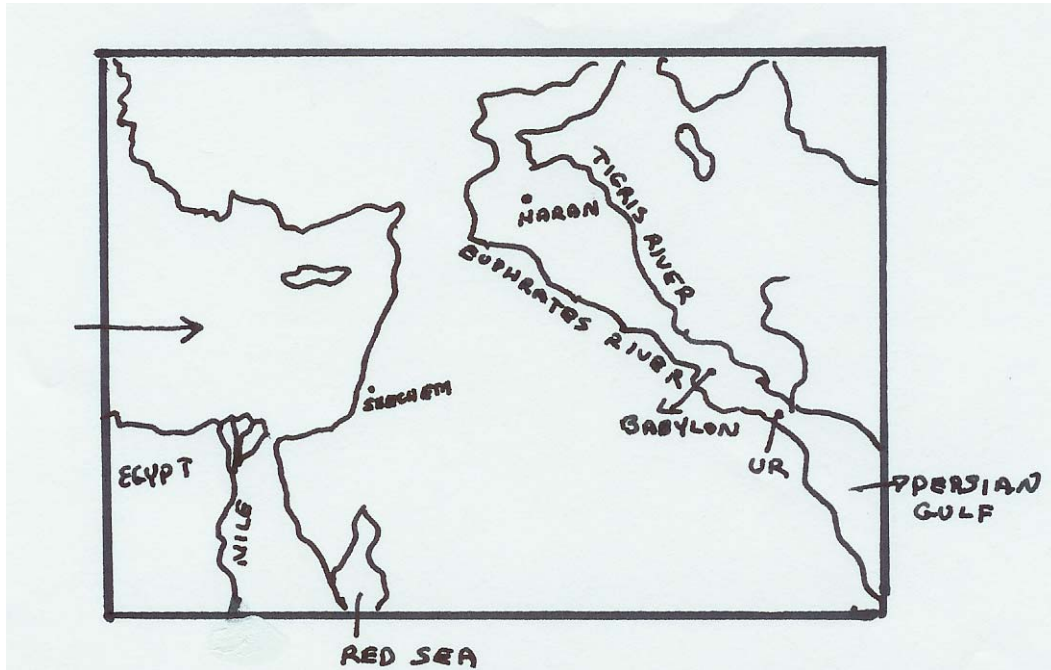 TIGRIS RIVER
HARAN
EUPHRATES RIVER
SHECHEM
BABYLON
EGYPT
UR
PERSIAN
GULF
NILE
RED SEA